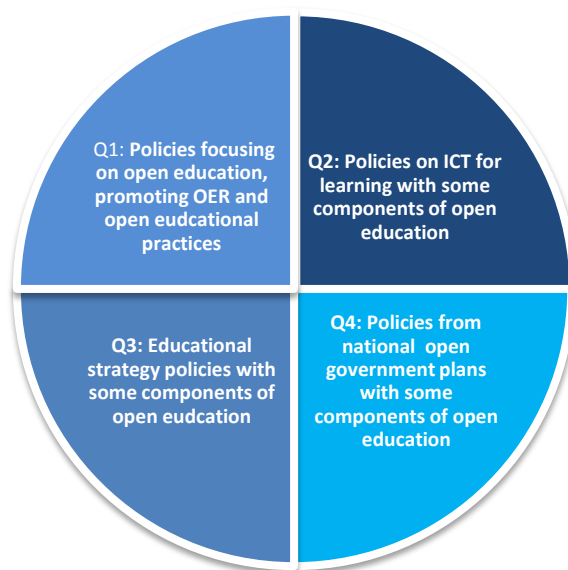 Q1: Policies focusing
on open education,
promoting OER and
open eudcational
practices
Q2: Policies on ICT for
learning with some
components of open
education
Q3: Educational
strategy policies with
some components of
open eudcation
Q4: Policies from
national open
government plans
with some
components of open
education